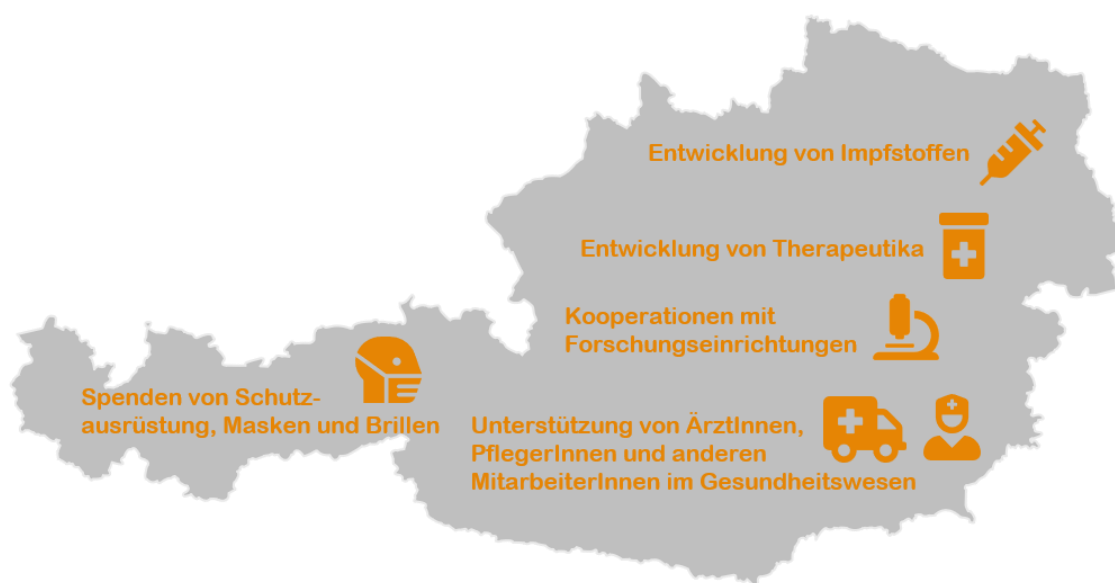 Entwicklung von Impfstoffen
Entwicklung von Therapeutika
Kooperationen mit
Forschungseinrichtungen
Spenden von Schutz-
ausrüstung, Masken und Brillen
Unterstützung von ÄrztInnen,
PflegerInnen und anderen
MitarbeiterInnen im Gesundheitswesen